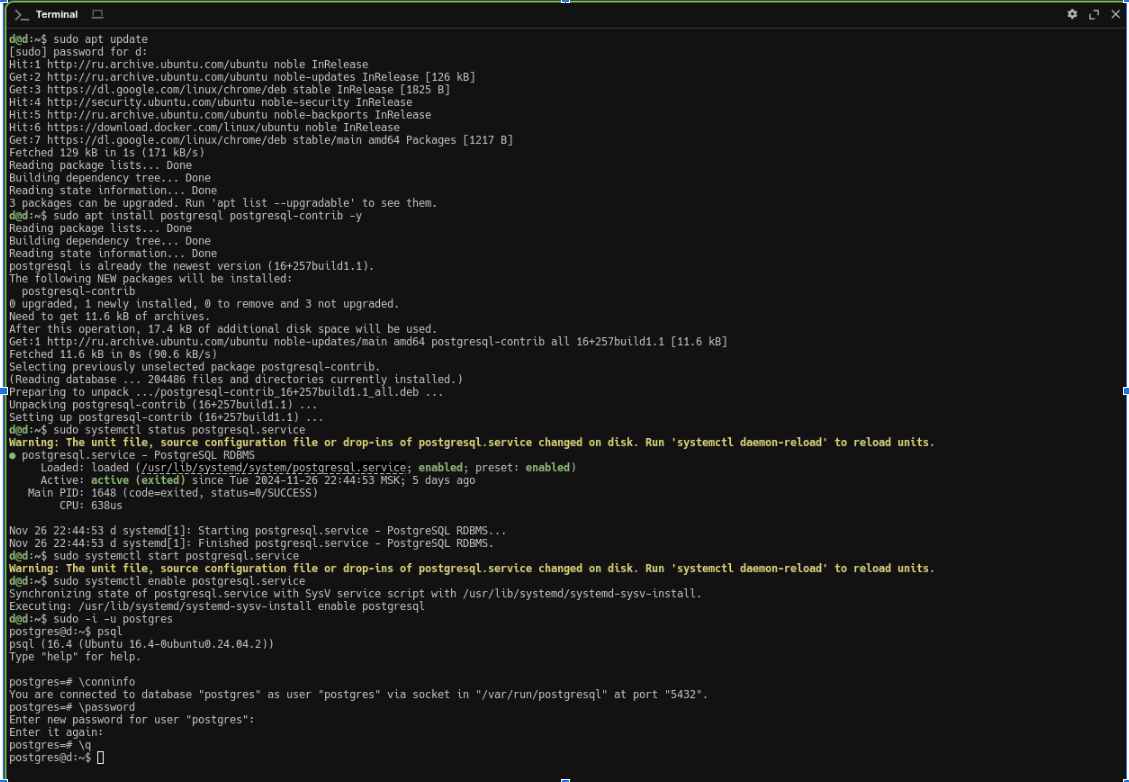 Terminal
d@d:~$ sudo apt update
[sudo] password for d:
Hit:1 http://ru.archive.ubuntu.com/ubuntu noble InRelease
Get:2 http://ru.archive.ubuntu.com/ubuntu noble-updates InRelease [126 kB]
Get:3 https://dl.google.com/linux/chrome/deb stable InRelease [1825 B]
Hit:4 http://security.ubuntu.com/ubuntu noble-security InRelease
Hit:5 http://ru.archive.ubuntu.com/ubuntu noble-backports InRelease
Hit:6 https://download.docker.com/linux/ubuntu noble InRelease
Get:7 https://dl.google.com/linux/chrome/deb stable/main amd64 Packages [1217 B]
Fetched 129 kB in 1s (171 kB/s)
Reading package lists... Done
Building dependency tree... Done
Reading state information... Done
3 packages can be upgraded. Run 'apt list --upgradable' to see them.
d@d:~$ sudo apt install postgresql postgresql-contrib -y
Reading package lists... Done
Building dependency tree... Done
Reading state information... Done
postgresql is already the newest version (16+257build1.1).
The following NEW packages will be installed:
  postgresql-contrib
0 upgraded, 1 newly installed, 0 to remove and 3 not upgraded.
Need to get 11.6 kB of archives.
After this operation, 17.4 kB of additional disk space will be used.
Get:1 http://ru.archive.ubuntu.com/ubuntu noble-updates/main amd64 postgresql-contrib all 16+257build1.1 [11.6 kB]
Fetched 11.6 kB in 0s (90.6 kB/s)
Selecting previously unselected package postgresql-contrib.
(Reading database ... 204486 files and directories currently installed.)
Preparing to unpack .../postgresql-contrib_16+257build1.1_all.deb ...
Unpacking postgresql-contrib (16+257build1.1) ...
Setting up postgresql-contrib (16+257build1.1) ...
d@d:~$ sudo systemctl status postgresql.service
Warning: The unit file, source configuration file or drop-ins of postgresql.service changed on disk. Run 'systemctl daemon-reload' to reload units.
● postgresql.service - PostgreSQL RDBMS
     Loaded: loaded (/usr/lib/systemd/system/postgresql.service; enabled; preset: enabled)
     Active: active (exited) since Tue 2024-11-26 22:44:53 MSK; 5 days ago
   Main PID: 1648 (code=exited, status=0/SUCCESS)
        CPU: 638us
Nov 26 22:44:53 d systemd[1]: Starting postgresql.service - PostgreSQL RDBMS...
Nov 26 22:44:53 d systemd[1]: Finished postgresql.service - PostgreSQL RDBMS.
d@d:~$ sudo systemctl start postgresql.service
Warning: The unit file, source configuration file or drop-ins of postgresql.service changed on disk. Run 'systemctl daemon-reload' to reload units.
d@d:~$ sudo systemctl enable postgresql.service
Synchronizing state of postgresql.service with SysV service script with /usr/lib/systemd/systemd-sysv-install.
Executing: /usr/lib/systemd/systemd-sysv-install enable postgresql
d@d:~$ sudo -i -u postgres
postgres@d:~$ psql
psql (16.4 (Ubuntu 16.4-0ubuntu0.24.04.2))
Type "help" for help.
postgres=# \conninfo
You are connected to database "postgres" as user "postgres" via socket in "/var/run/postgresql" at port "5432".
postgres=# \password
Enter new password for user "postgres":
Enter it again:
postgres=# \q
postgres@d:~$